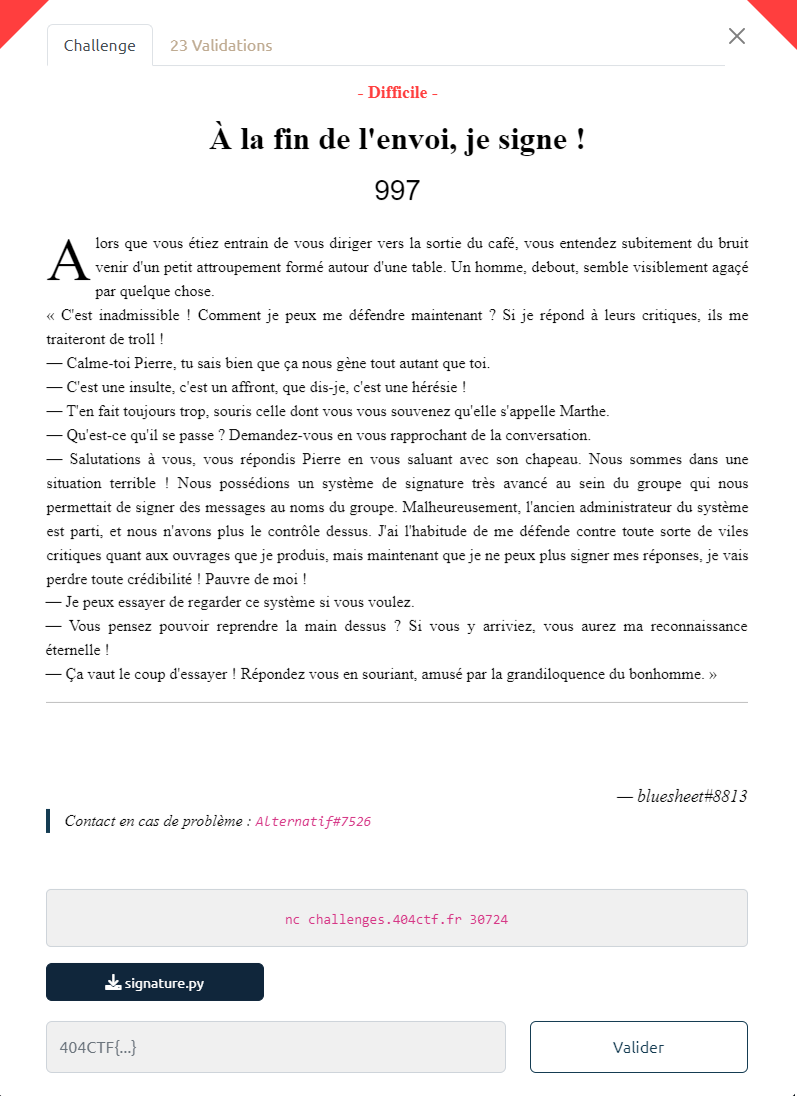 Challenge
23 Validations
- Difficile -
À la fin de l'envoi, je signe !
997
Alors que vous étiez entrain de vous diriger vers la sortie du café, vous entendez subitement du bruit
venir d'un petit attroupement formé autour d'une table. Un homme, debout, semble visiblement agaçé
par quelque chose.
« C'est inadmissible ! Comment je peux me défendre maintenant ? Si je répond à leurs critiques, ils me
traiteront de troll !
— Calme-toi Pierre, tu sais bien que ça nous gène tout autant que toi.
— C'est une insulte, c'est un affront, que dis-je, c'est une hérésie !
— T'en fait toujours trop, souris celle dont vous vous souvenez qu'elle s'appelle Marthe.
— Qu'est-ce qu'il se passe ? Demandez-vous en vous rapprochant de la conversation.
— Salutations à vous, vous répondis Pierre en vous saluant avec son chapeau. Nous sommes dans une
situation terrible ! Nous possédions un système de signature très avancé au sein du groupe qui nous
permettait de signer des messages au noms du groupe. Malheureusement, l'ancien administrateur du système
est parti, et nous n'avons plus le contrôle dessus. J'ai l'habitude de me défende contre toute sorte de viles
critiques quant aux ouvrages que je produis, mais maintenant que je ne peux plus signer mes réponses, je vais
perdre toute crédibilité ! Pauvre de moi !
— Je peux essayer de regarder ce système si vous voulez.
— Vous pensez pouvoir reprendre la main dessus ? Si vous y arriviez, vous aurez ma reconnaissance
éternelle !
— Ça vaut le coup d'essayer ! Répondez vous en souriant, amusé par la grandiloquence du bonhomme. »
— bluesheet#8813
Contact en cas de problème : Alternatif#7526
nc challenges.404ctf.fr 30724
signature.py
404CTF{...}
Valider